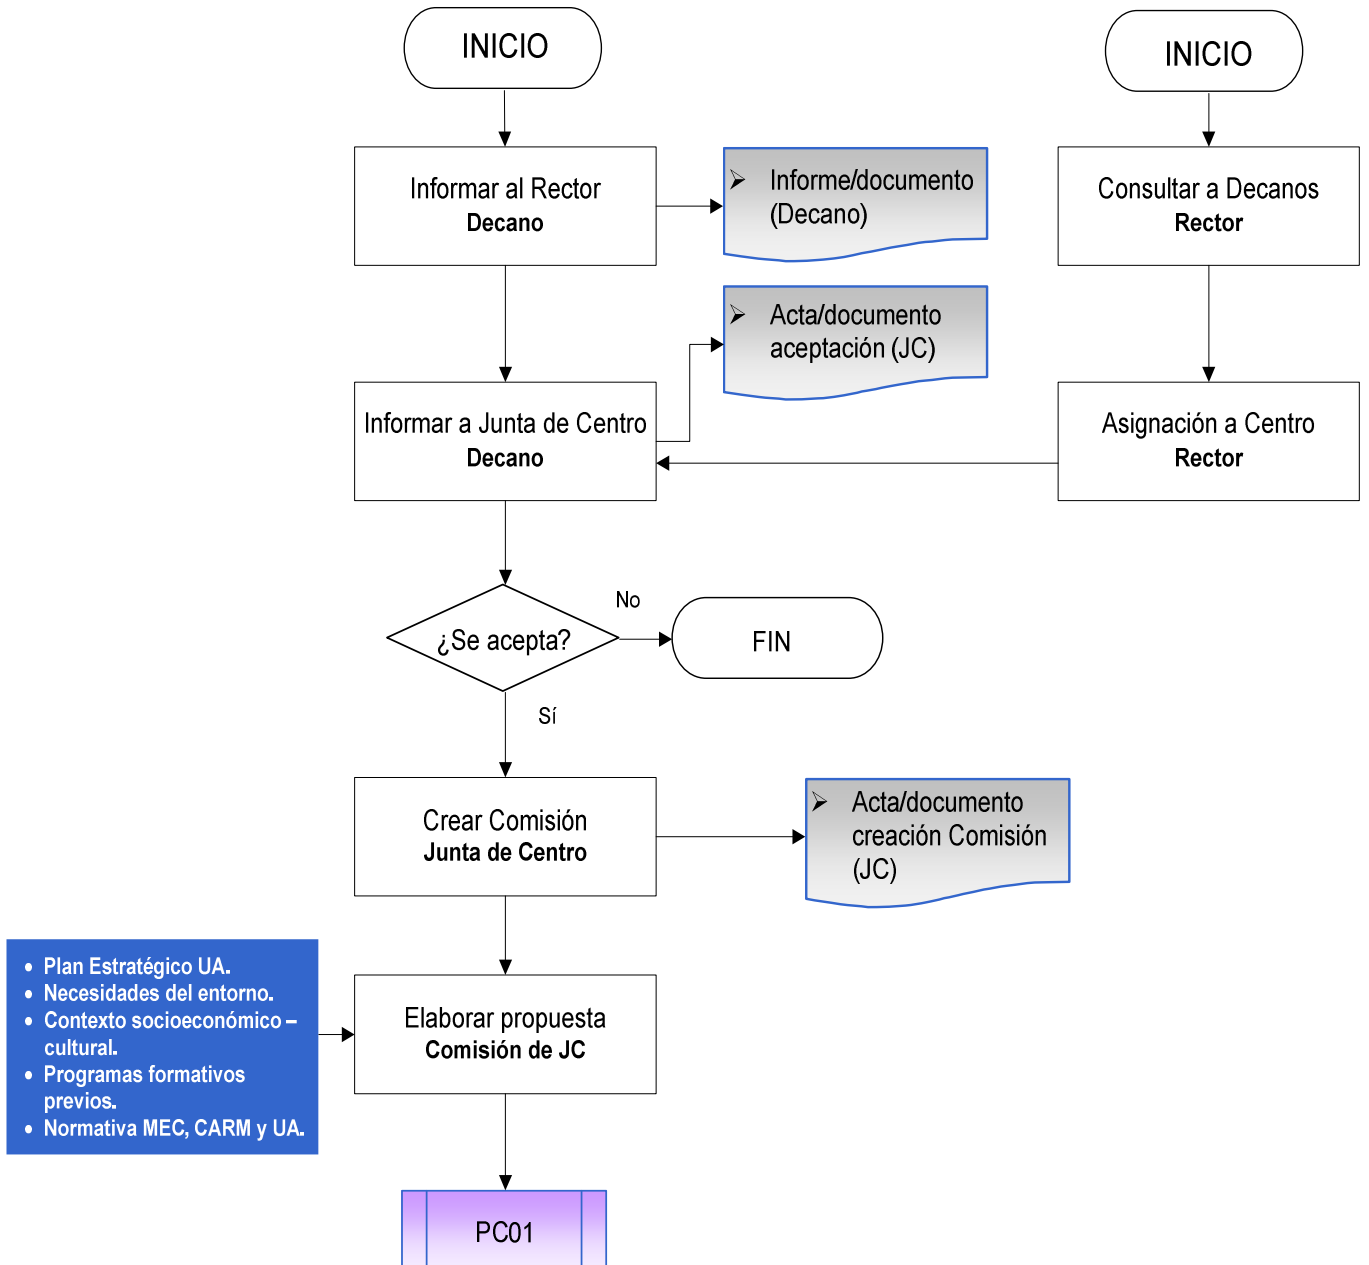 INICIO
INICIO
Informar al Rector
Decano
➢ Informe/documento
(Decano)
Consultar a Decanos
Rector
➢ Acta/documento
aceptación (JC)
Informar a Junta de Centro
Decano
Asignación a Centro
Rector
¿Se acepta?
No
FIN
Sí
Crear Comisión
Junta de Centro
➢ Acta/documento
creación Comisión
(JC)
• Plan Estratégico UA.
• Necesidades del entorno.
• Contexto socioeconómico –
cultural.
• Programas formativos
previos.
• Normativa MEC, CARM y UA.
Elaborar propuesta
Comisión de JC
PC01